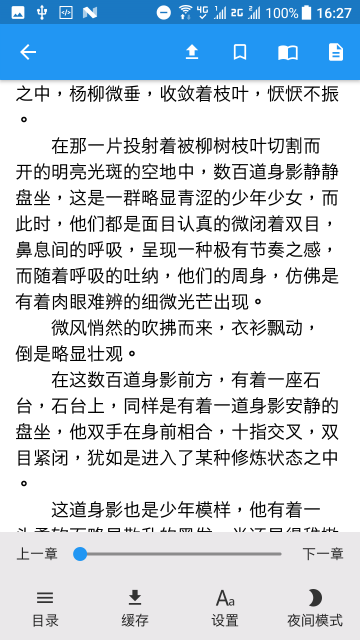 4G 1 2G 2 100% 16:27
之中，杨柳微垂，收敛着枝叶，恹恹不振
。
在那一片投射着被柳树枝叶切割而
开的明亮光斑的空地中，数百道身影静静
盘坐，这是一群略显青涩的少年少女，而
此时，他们都是面目认真的微闭着双目，
鼻息间的呼吸，呈现一种极有节奏之感，
而随着呼吸的吐纳，他们的周身，仿佛是
有着肉眼难辨的细微光芒出现。
微风悄然的吹拂而来，衣衫飘动，
倒是略显壮观。
在这数百道身影前方，有着一座石
台，石台上，同样是有着一道身影安静的
盘坐，他双手在身前相合，十指交叉，双
目紧闭，犹如是进入了某种修炼状态之中
。
这道身影也是少年模样，他有着一
上一章 下一章
目录 缓存 Aa 设置 夜间模式